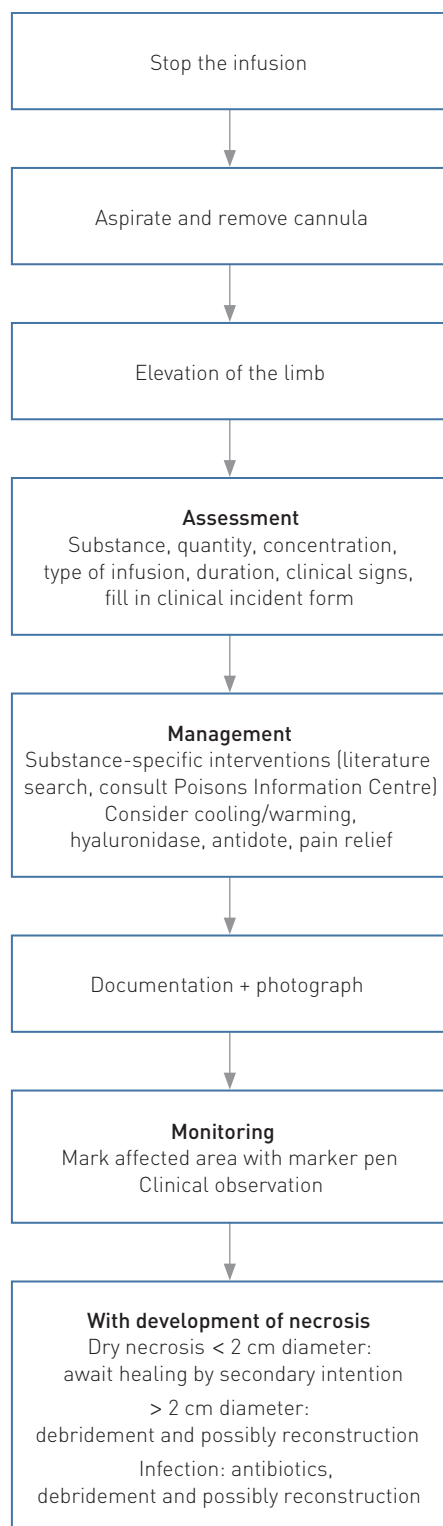 Stop the infusion
Aspirate and remove cannula
Elevation of the limb
Assessment
Substance, quantity, concentration,
type of infusion, duration, clinical signs,
fill in clinical incident form
Management
Substance-specific interventions (literature
search, consult Poisons Information Centre)
Consider cooling/warming,
hyaluronidase, antidote, pain relief
Documentation + photograph
Monitoring
Mark affected area with marker pen
Clinical observation
With development of necrosis
Dry necrosis < 2 cm diameter:
await healing by secondary intention
> 2 cm diameter:
debridement and possibly reconstruction
Infection: antibiotics,
debridement and possibly reconstruction